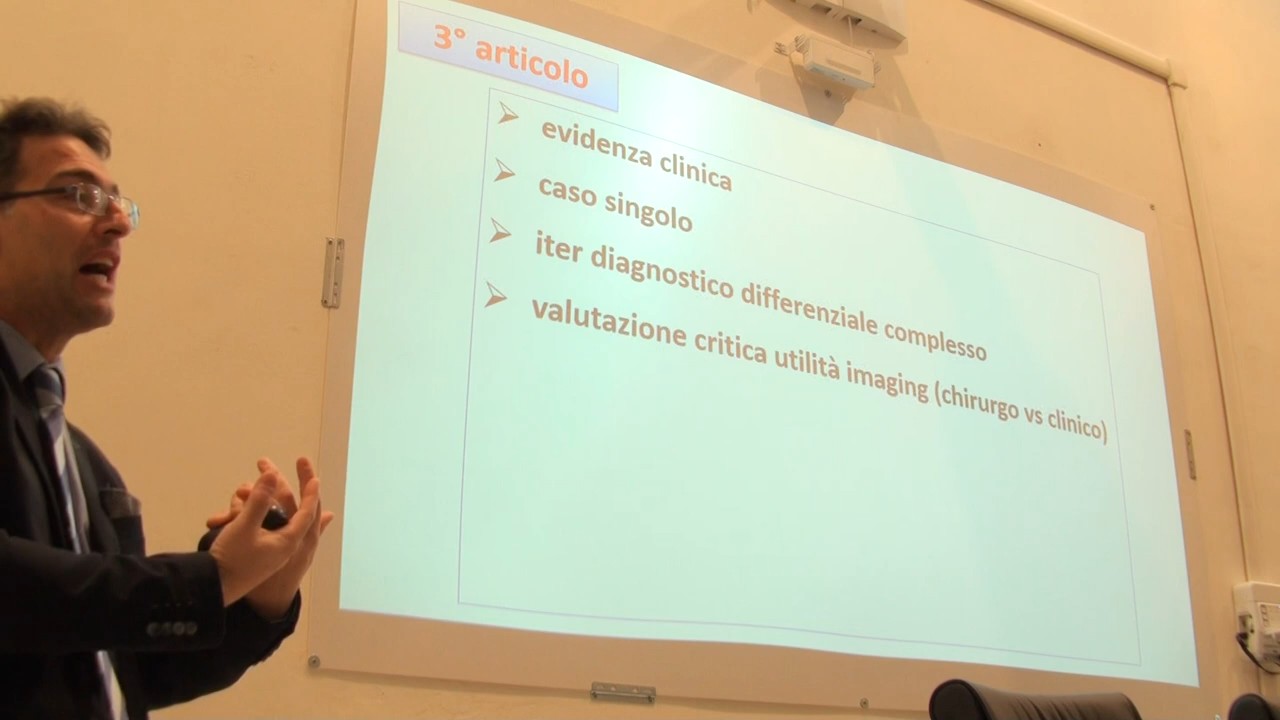 3° articolo
evidenza clinica
caso singolo
iter diagnostico differenziale complesso
valutazione critica utilità imaging (chirurgo vs clinico)